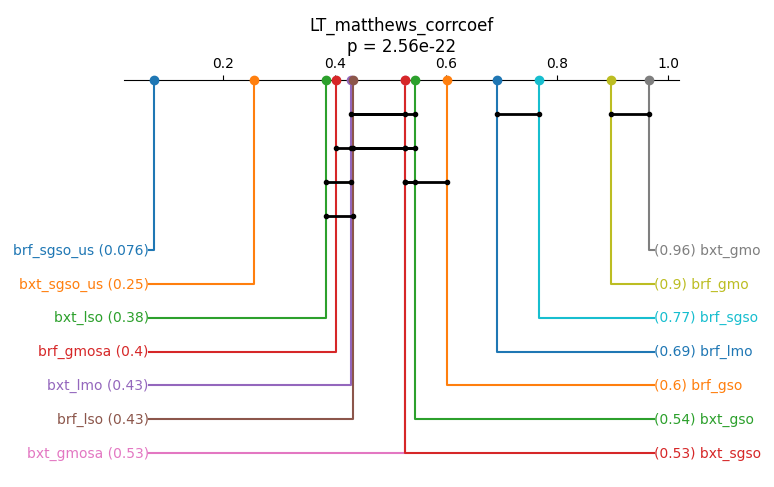 LT_matthews_corrcoef
p = 2.56e-22
0.2 0.4 0.6 0.8 1.0
brf_sgso_us (0.076) (0.96) bxt_gmo
bxt_sgso_us (0.25) (0.9) brf_gmo
bxt_lso (0.38) (0.77) brf_sgso
brf_gmosa (0.4) (0.69) brf_lmo
bxt_lmo (0.43) (0.6) brf_gso
brf_lso (0.43) (0.54) bxt_gso
bxt_gmosa (0.53) (0.53) bxt_sgso